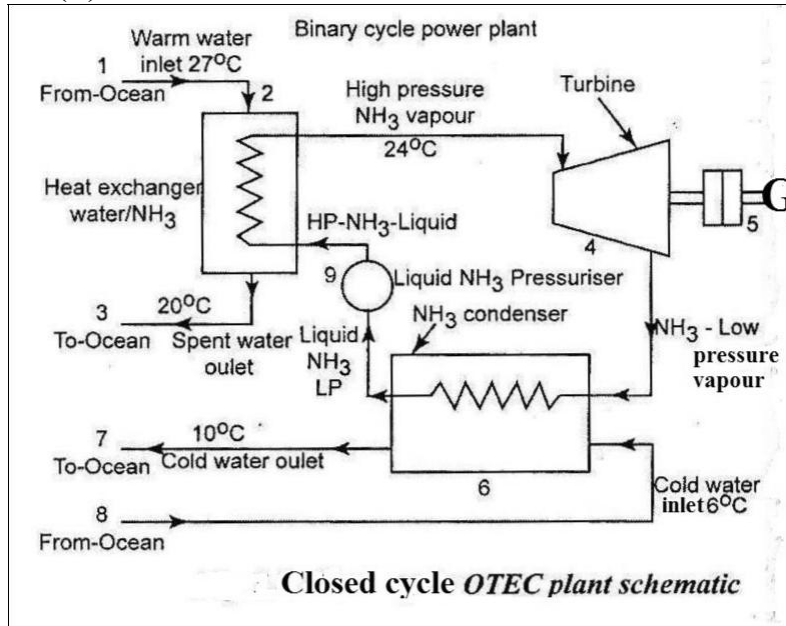 Binary cycle power plant
Warm water
inlet 27°C
1
From-Ocean
2
High pressure
NH₃ vapour
24°C
Turbine
Heat exchanger
water/NH₃
HP-NH₃-Liquid
G
5
4
9
Liquid NH₃ Pressuriser
20°C
3
To-Ocean
Spent water
oulet
Liquid
NH₃
LP
NH₃ condenser
NH₃ - Low
pressure
vapour
10°C
7
To-Ocean
Cold water oulet
6
Cold water
inlet 6°C
8
From-Ocean
Closed cycle OTEC plant schematic